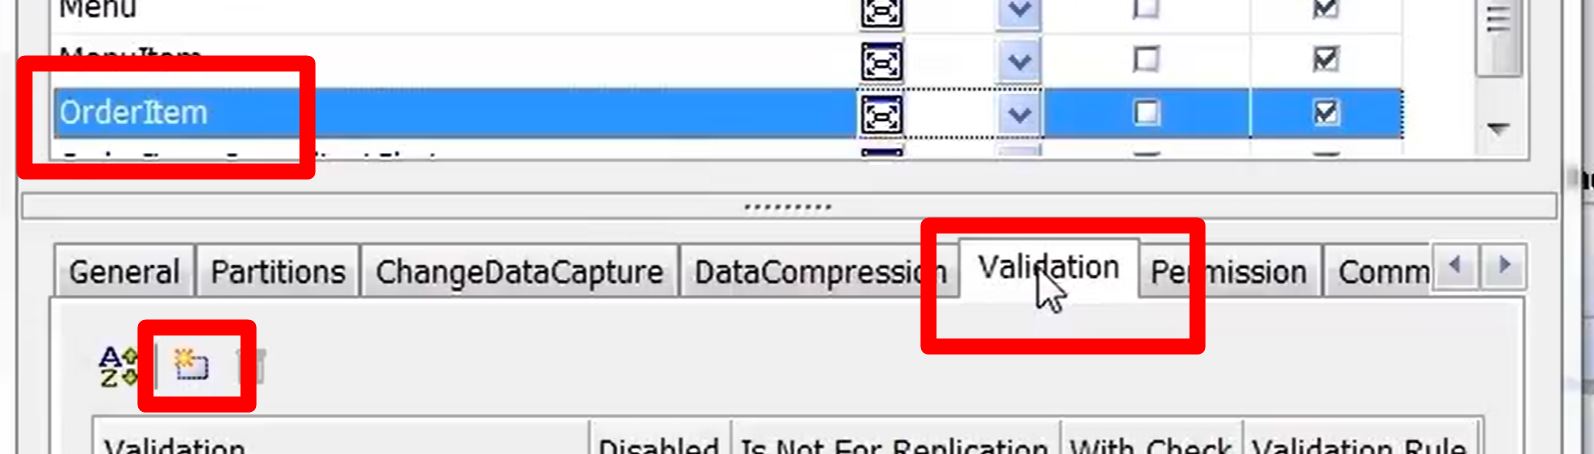 Menu
MenuItem
OrderItem
General Partitions ChangeDataCapture DataCompression Validation Permission Comm
A
Z
Validation Disabled Is Not For Replication With Check Validation Rule